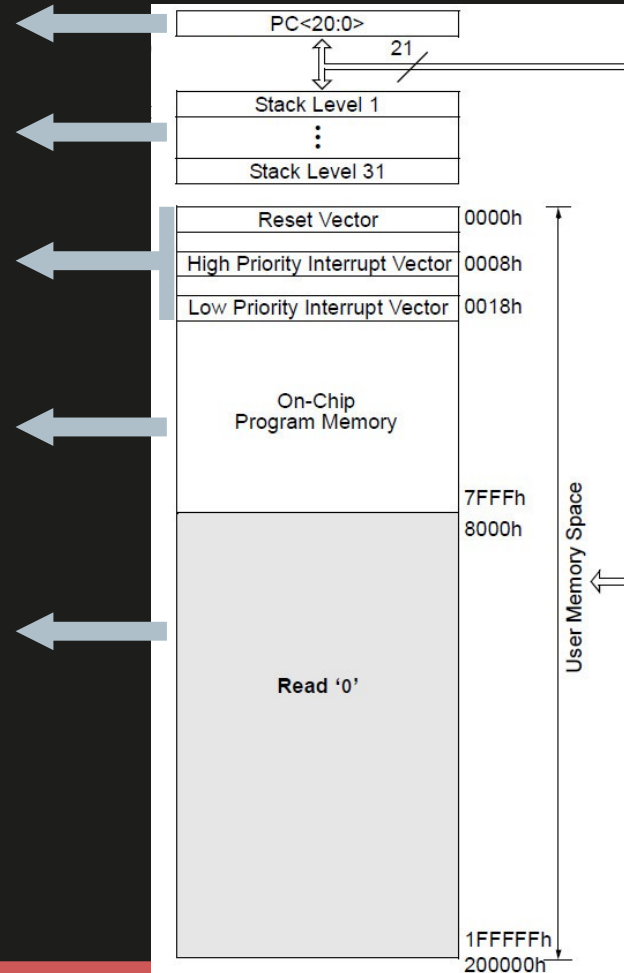 PC<20:0>
21
Stack Level 1
⋮
Stack Level 31
Reset Vector
0000h
High Priority Interrupt Vector
0008h
Low Priority Interrupt Vector
0018h
On-Chip
Program Memory
7FFFh
8000h
User Memory Space
Read ‘0’
1FFFFFh
200000h